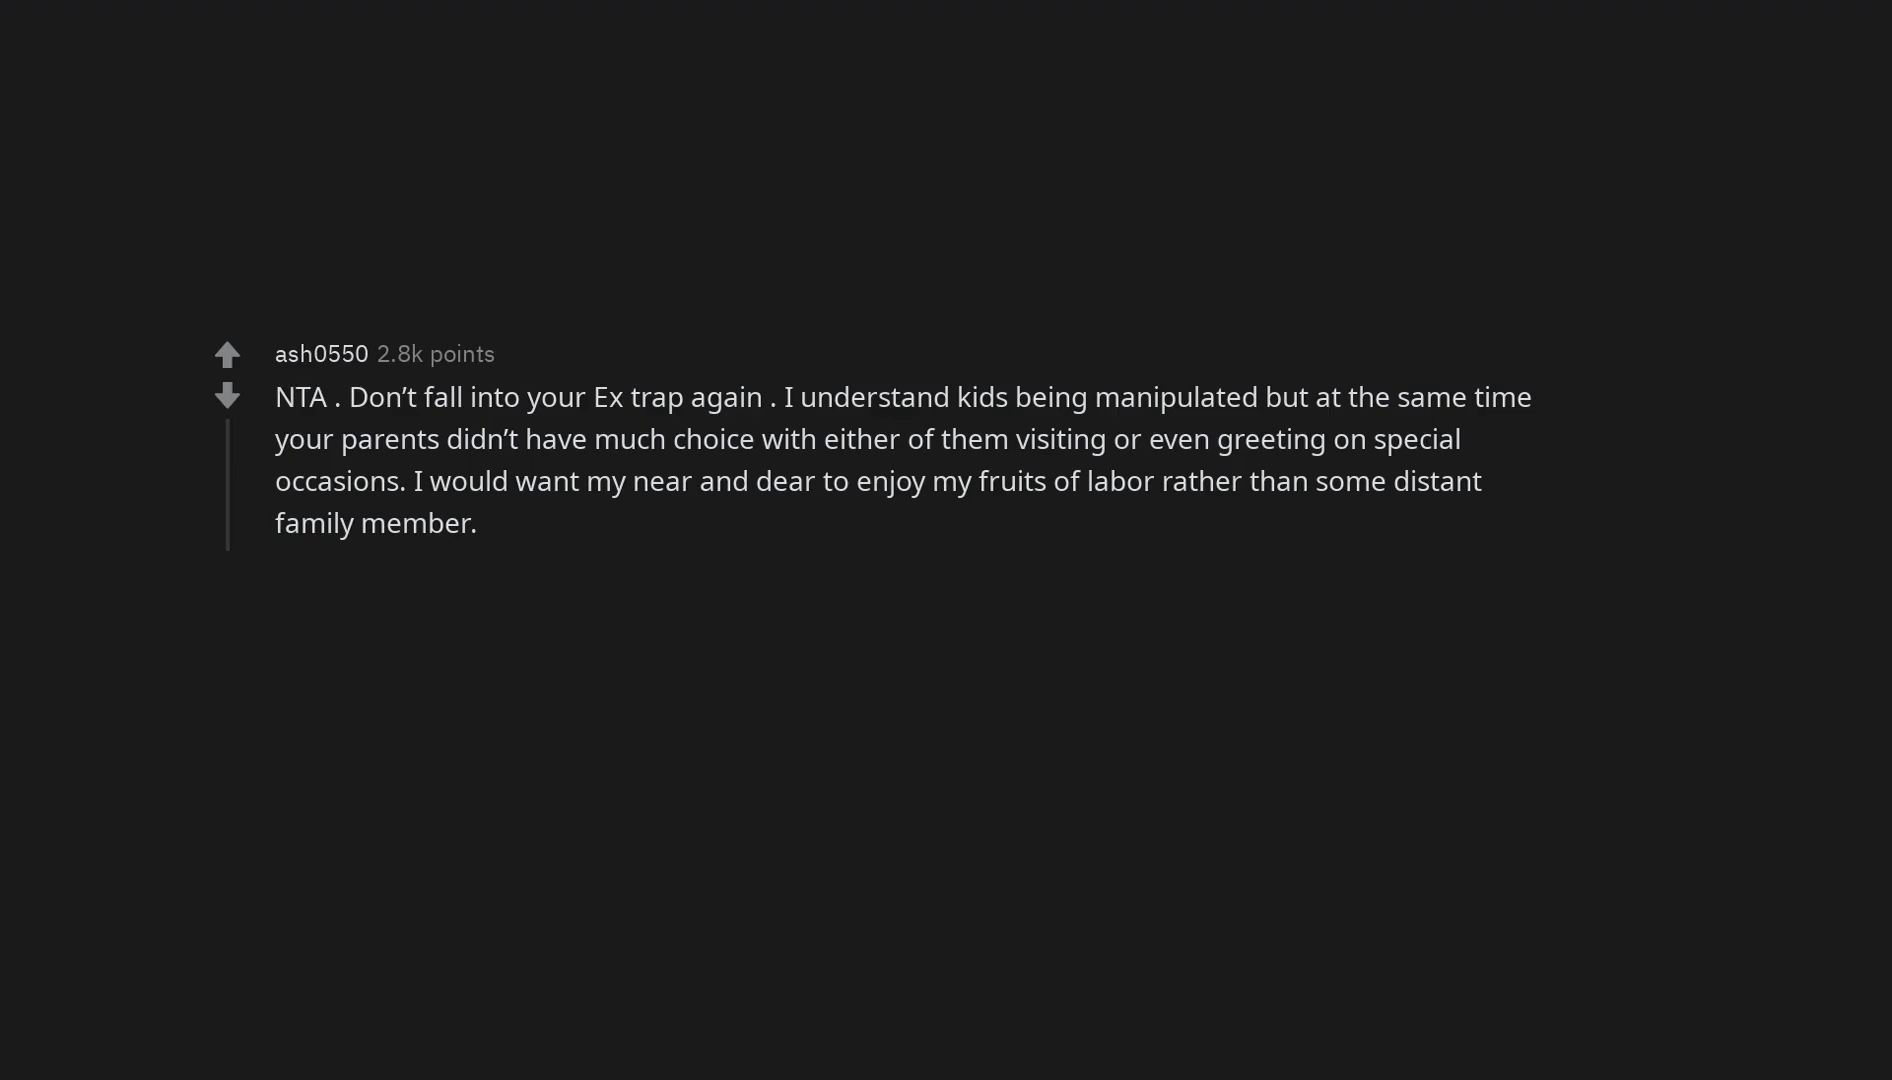 ash0550 2.8k points
NTA . Don’t fall into your Ex trap again . I understand kids being manipulated but at the same time
your parents didn’t have much choice with either of them visiting or even greeting on special
occasions. I would want my near and dear to enjoy my fruits of labor rather than some distant
family member.